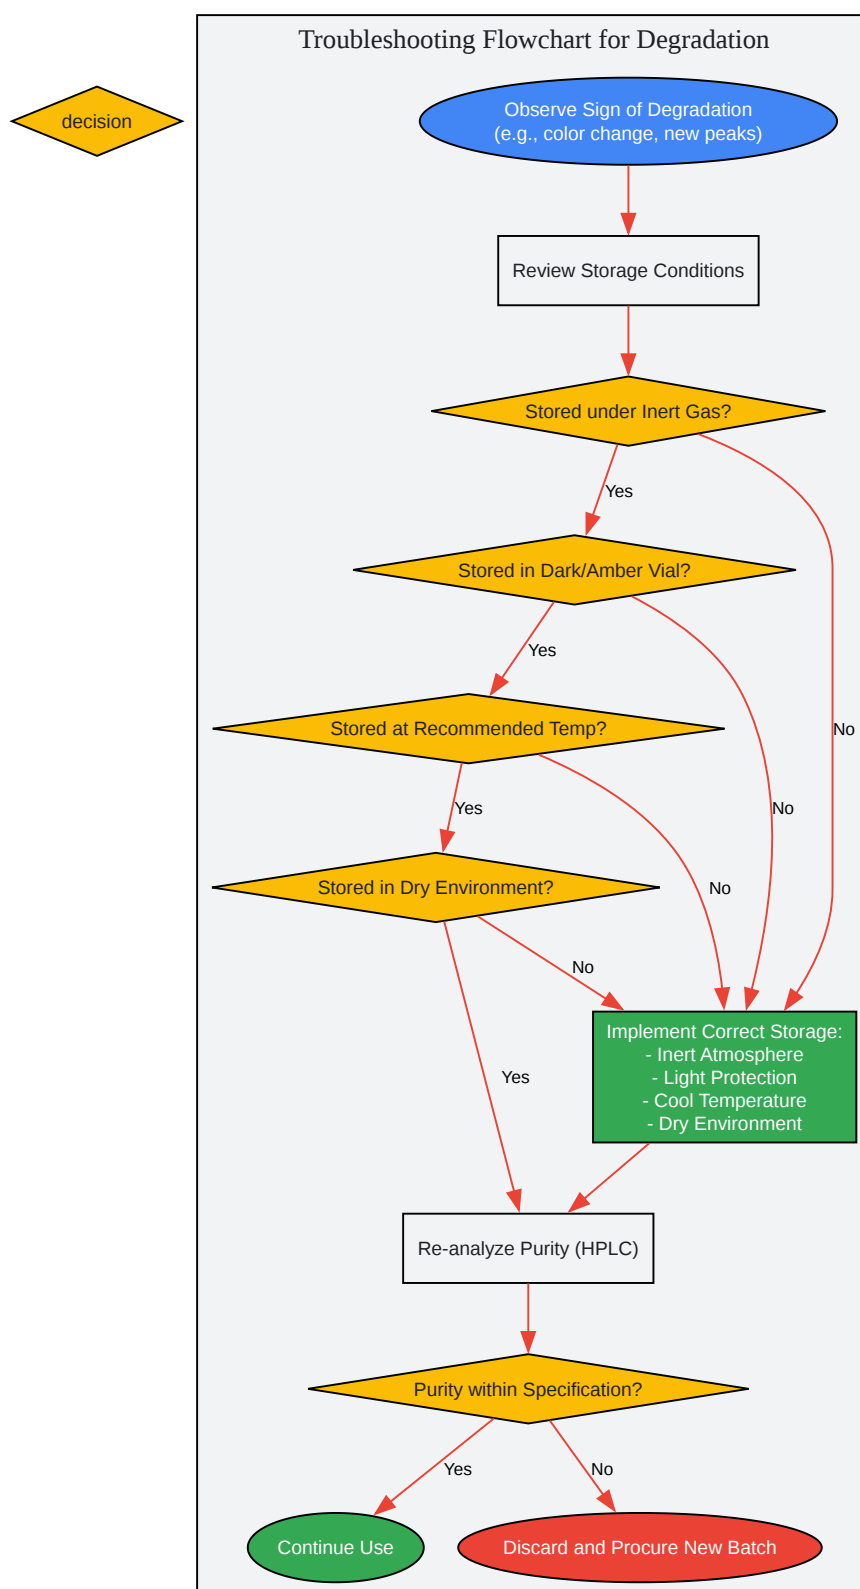 Troubleshooting Flowchart for Degradation
decision
Observe Sign of Degradation
(e.g., color change, new peaks)
Review Storage Conditions
Stored under Inert Gas?
Yes
Stored in Dark/Amber Vial?
Yes
Stored at Recommended Temp?
No
Yes
No
Stored in Dry Environment?
No
No
Implement Correct Storage:
- Inert Atmosphere
- Light Protection
- Cool Temperature
- Dry Environment
Yes
Re-analyze Purity (HPLC)
Purity within Specification?
Yes
No
Continue Use
Discard and Procure New Batch